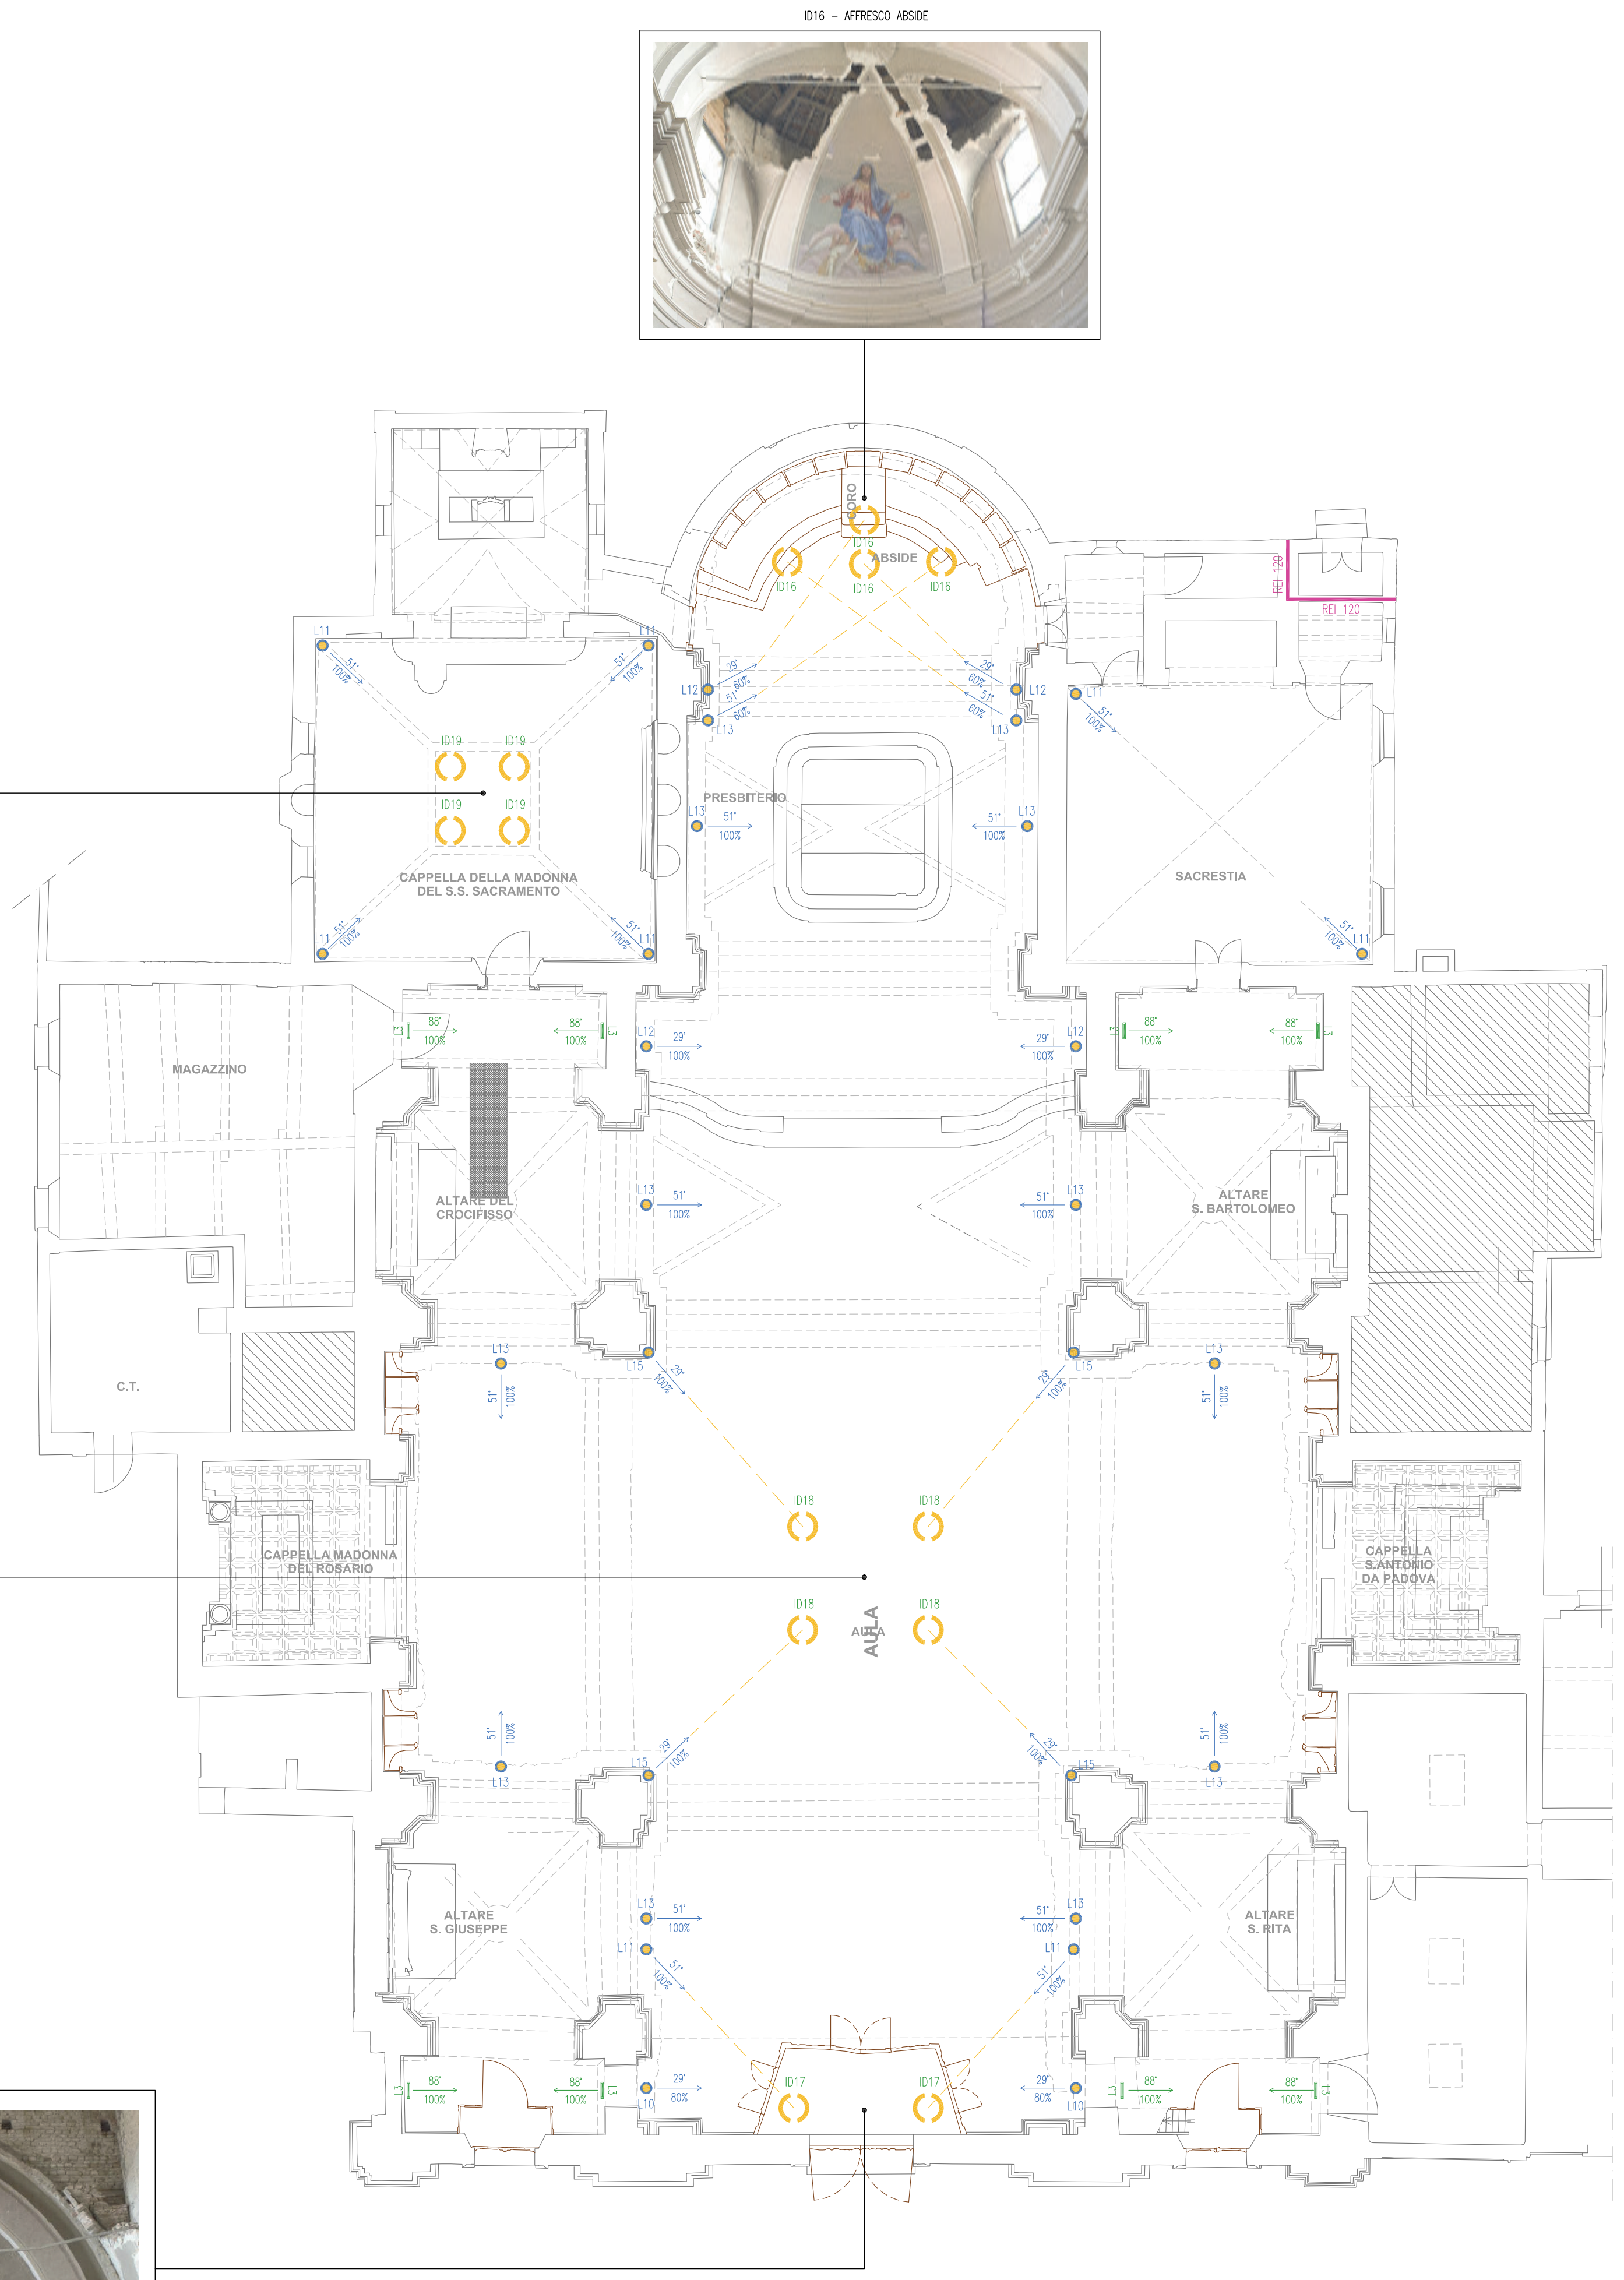 ID16 - AFFRESCO ABSIDE
CORO
ABSIDE
ID16
ID16
ID16
ID16
REI 120
REI 120
L11
51°
100%
L11
51°
100%
29°
60%
L12
51°
60%
L13
29°
60%
L12
51°
60%
L13
L11
51°
100%
ID19
ID19
ID19
ID19
PRESBITERIO
L13
51°
100%
L13
51°
100%
CAPPELLA DELLA MADONNA
DEL S.S. SACRAMENTO
SACRESTIA
L11
51°
100%
L11
51°
100%
L11
51°
100%
L3
88°
100%
88°
100%
L3
L12
29°
100%
L12
29°
100%
L3
88°
100%
88°
100%
L3
MAGAZZINO
ALTARE DEL
CROCIFISSO
L13
51°
100%
L13
51°
100%
ALTARE
S. BARTOLOMEO
C.T.
L13
51°
100%
L15
29°
100%
L15
29°
100%
L13
51°
100%
ID18
ID18
CAPPELLA MADONNA
DEL ROSARIO
CAPPELLA
S.ANTONIO
DA PADOVA
ID18
ID18
AULA
AULA
51°
100%
L13
L15
29°
100%
29°
100%
L15
51°
100%
L13
ALTARE
S. GIUSEPPE
L13
51°
100%
L11
51°
100%
L13
51°
100%
L11
51°
100%
ALTARE
S. RITA
L3
88°
100%
88°
100%
L3
29°
80%
L10
ID17
ID17
29°
80%
L10
L3
88°
100%
88°
100%
L3